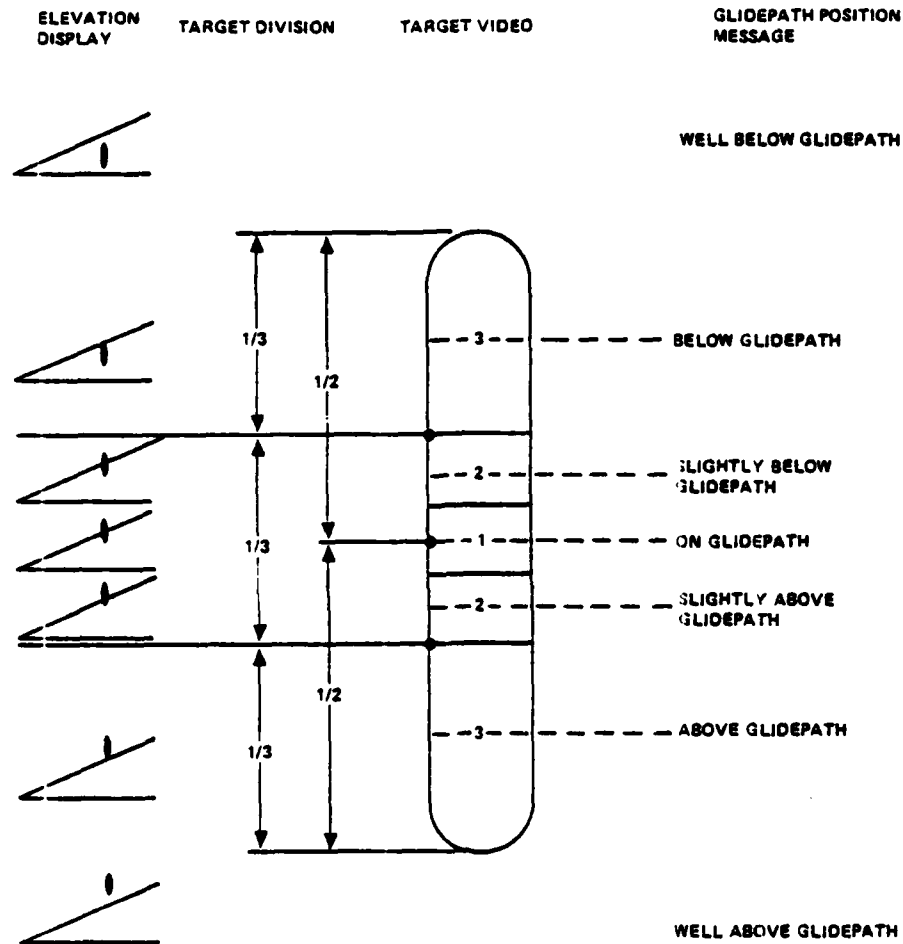 ELEVATION
DISPLAY
TARGET DIVISION
TARGET VIDEO
GLIDEPATH POSITION
MESSAGE
WELL BELOW GLIDEPATH
1/3
3
BELOW GLIDEPATH
1/2
2
SLIGHTLY BELOW
GLIDEPATH
1/3
1
ON GLIDEPATH
2
SLIGHTLY ABOVE
GLIDEPATH
1/2
3
ABOVE GLIDEPATH
1/3
WELL ABOVE GLIDEPATH